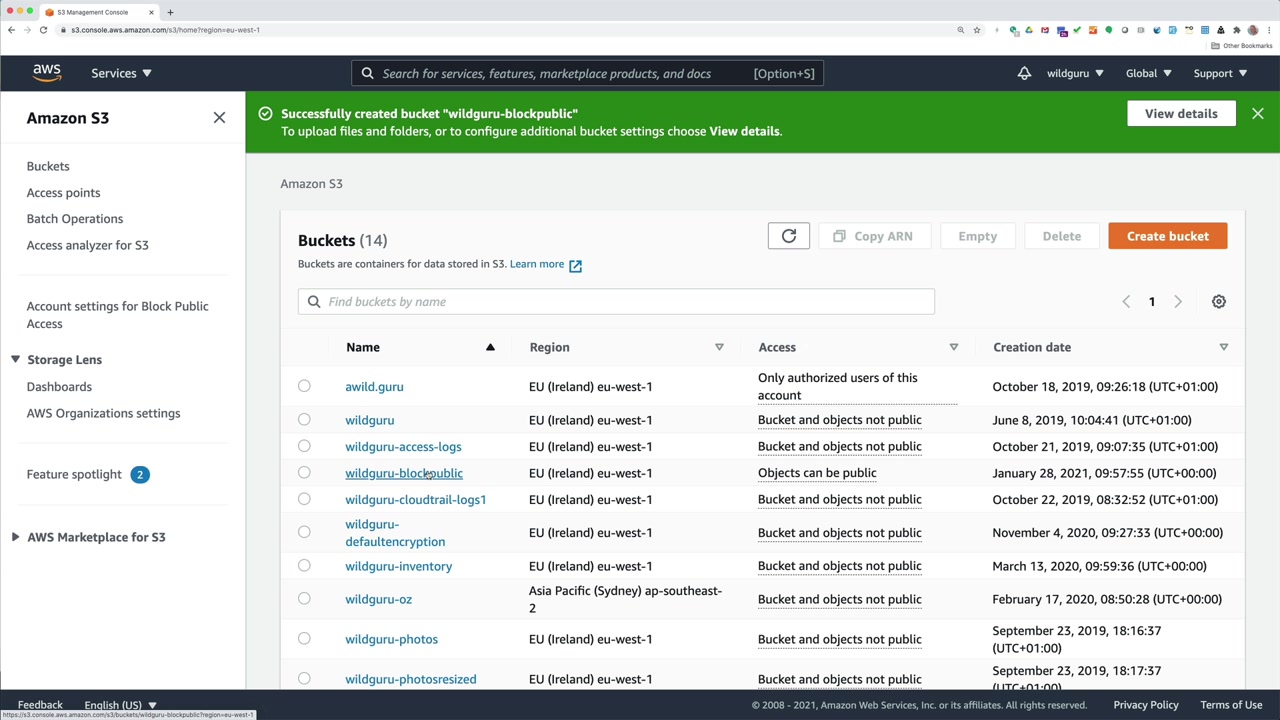 S3 Management Console
s3.console.aws.amazon.com/s3/home?region=eu-west-1
Other Bookmarks
aws
Services
Search for services, features, marketplace products, and docs
[Option+S]
wildguru
Global
Support
Amazon S3
Buckets
Access points
Batch Operations
Access analyzer for S3
Account settings for Block Public
Access
Storage Lens
Dashboards
AWS Organizations settings
Feature spotlight 2
AWS Marketplace for S3
Successfully created bucket "wildguru-blockpublic"
To upload files and folders, or to configure additional bucket settings choose View details.
View details
Amazon S3
Buckets (14)
Buckets are containers for data stored in S3. Learn more
Copy ARN
Empty
Delete
Create bucket
Find buckets by name
1
Name Region Access Creation date
awild.guru EU (Ireland) eu-west-1 Only authorized users of this October 18, 2019, 09:26:18 (UTC+01:00)
account
wildguru EU (Ireland) eu-west-1 Bucket and objects not public June 8, 2019, 10:04:41 (UTC+01:00)
wildguru-access-logs EU (Ireland) eu-west-1 Bucket and objects not public October 21, 2019, 09:07:35 (UTC+01:00)
wildguru-blockpublic EU (Ireland) eu-west-1 Objects can be public January 28, 2021, 09:57:55 (UTC+00:00)
wildguru-cloudtrail-logs1 EU (Ireland) eu-west-1 Bucket and objects not public October 22, 2019, 08:32:52 (UTC+01:00)
wildguru-
defaultencryption EU (Ireland) eu-west-1 Bucket and objects not public November 4, 2020, 09:27:33 (UTC+00:00)
wildguru-inventory EU (Ireland) eu-west-1 Bucket and objects not public March 13, 2020, 09:59:36 (UTC+00:00)
wildguru-oz Asia Pacific (Sydney) ap-southeast- Bucket and objects not public February 17, 2020, 08:50:28 (UTC+00:00)
2
wildguru-photos EU (Ireland) eu-west-1 Bucket and objects not public September 23, 2019, 18:16:37
(UTC+01:00)
wildguru-photosresized EU (Ireland) eu-west-1 Bucket and objects not public September 23, 2019, 18:17:37
(UTC+01:00)
Feedback English (US)
© 2008 - 2021, Amazon Web Services, Inc. or its affiliates. All rights reserved. Privacy Policy Terms of Use
https://s3.console.aws.amazon.com/s3/buckets/wildguru-blockpublic?region=eu-west-1